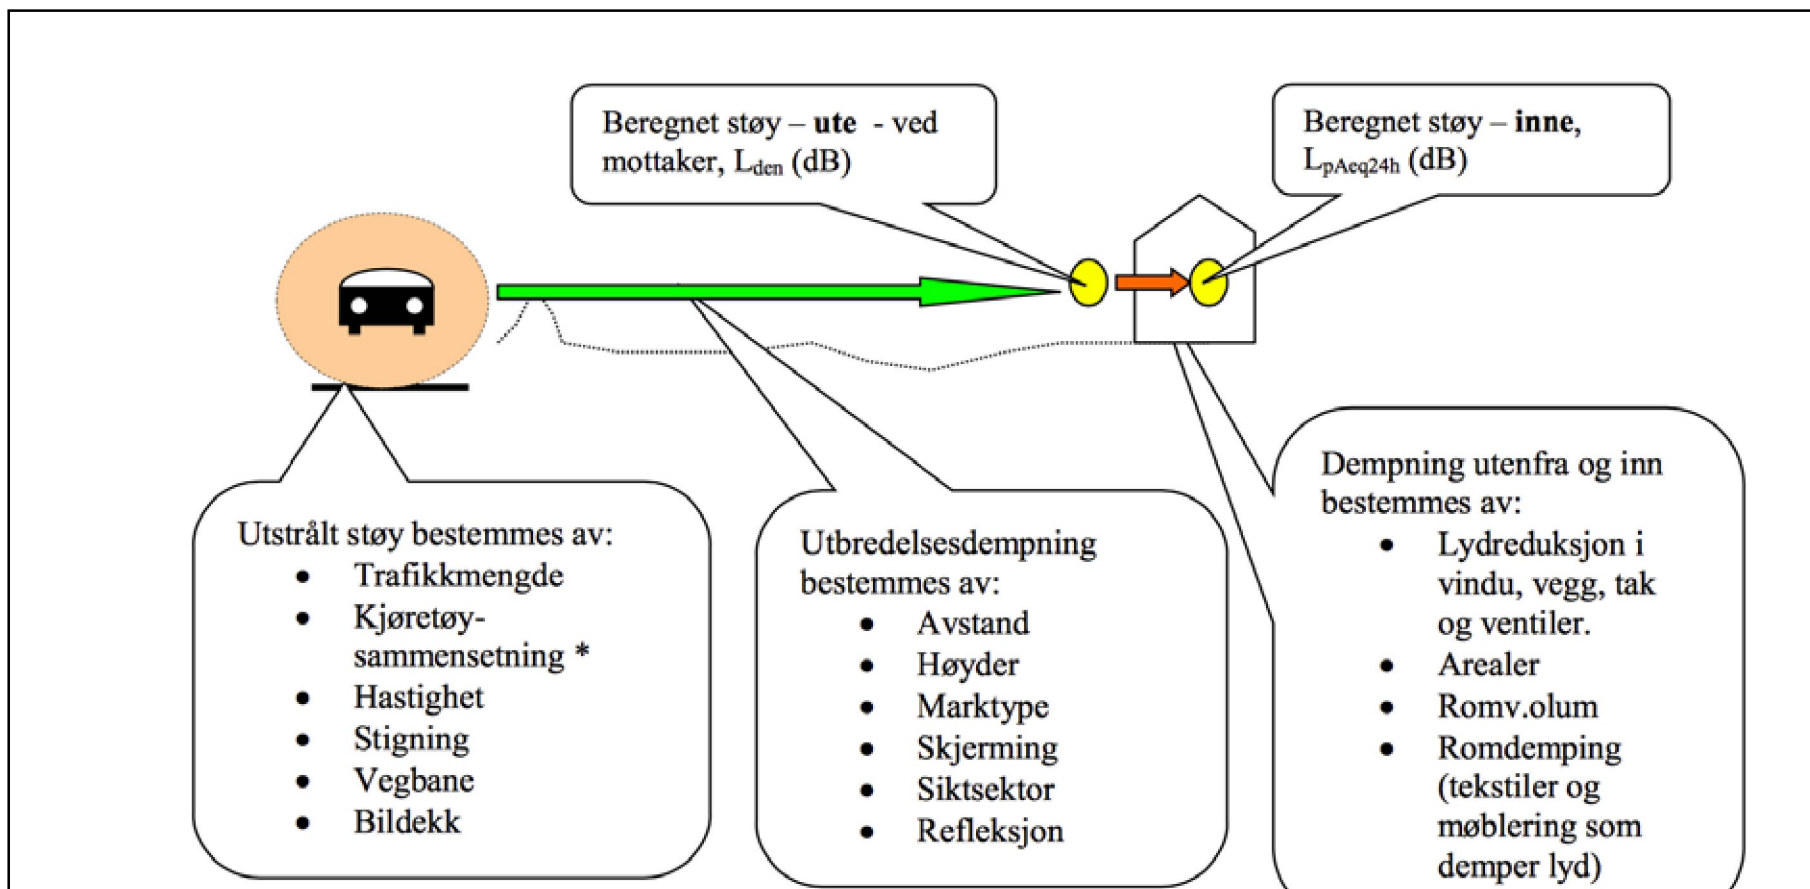 Beregnet støy – ute - ved
mottaker, Lden (dB)
Beregnet støy – inne,
LpAeq24h (dB)
Utstrålt støy bestemmes av:
• Trafikkmengde
• Kjøretøy-
sammensetning *
• Hastighet
• Stigning
• Vegbane
• Bildekk
Utbredelsesdempning
bestemmes av:
• Avstand
• Høyder
• Marktype
• Skjerming
• Siktsektor
• Refleksjon
Dempning utenfra og inn
bestemmes av:
• Lydreduksjon i
vindu, vegg, tak
og ventiler.
• Arealer
• Romv.olum
• Romdemping
(tekstiler og
møblering som
demper lyd)